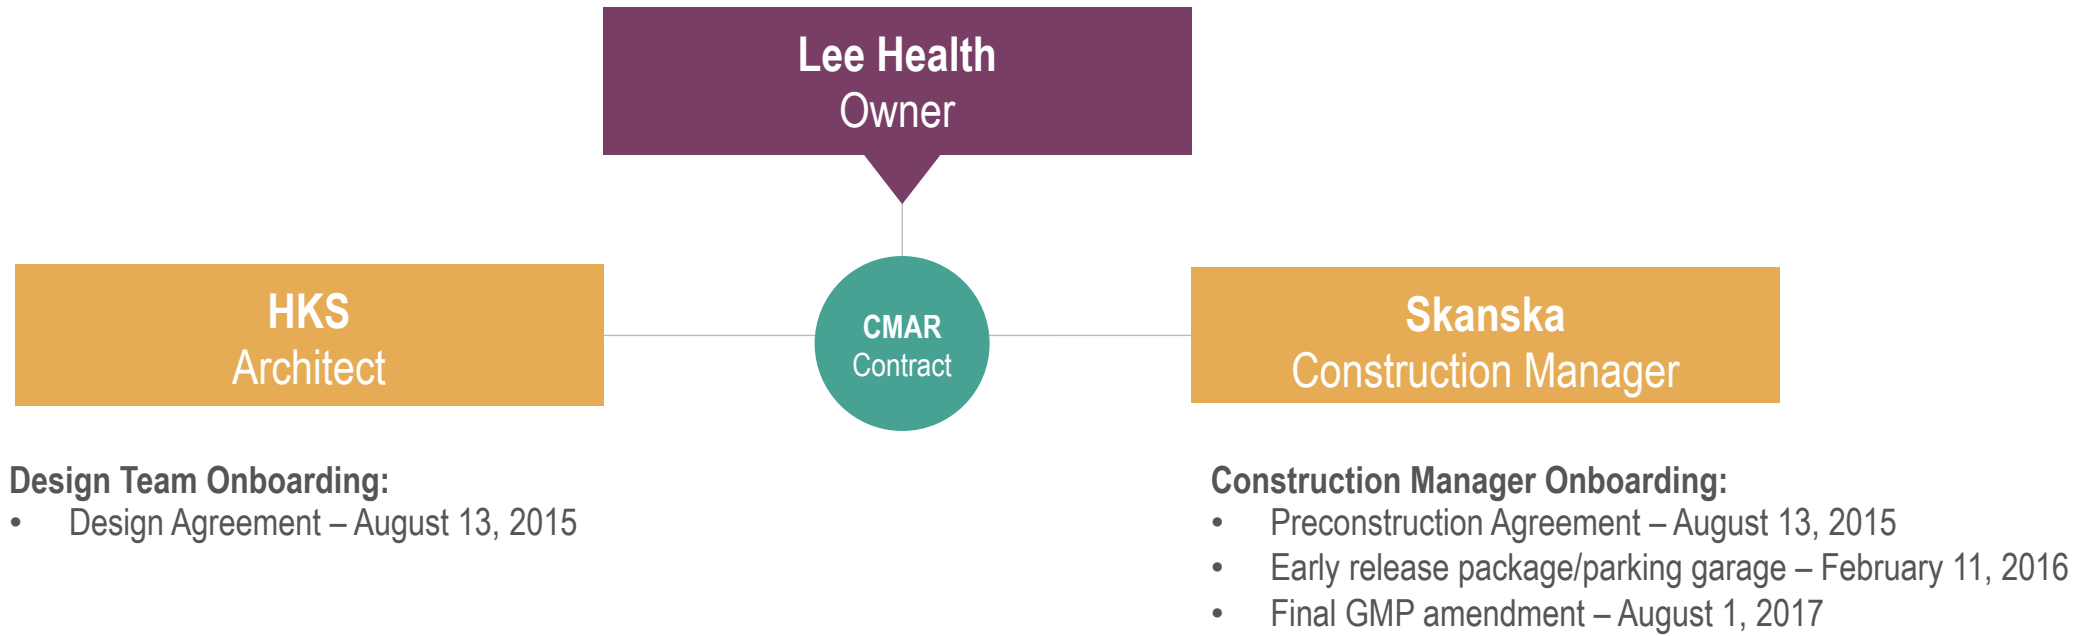 Lee Health
Owner
HKS
Architect
CMAR
Contract
Skanska
Construction Manager
Design Team Onboarding:
• Design Agreement – August 13, 2015
Construction Manager Onboarding:
• Preconstruction Agreement – August 13, 2015
• Early release package/parking garage – February 11, 2016
• Final GMP amendment – August 1, 2017